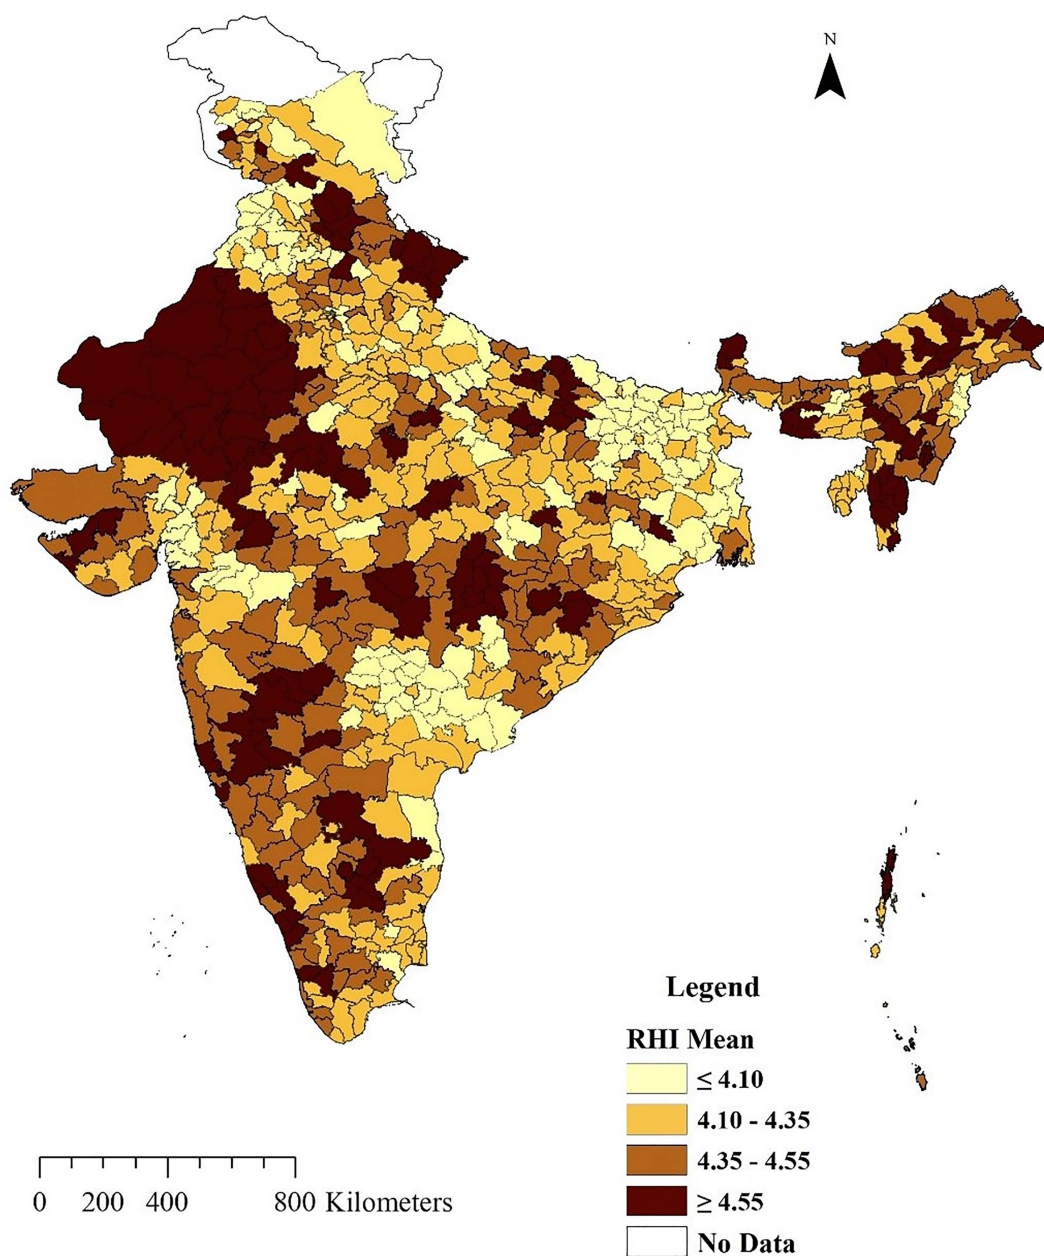 N
Legend
RHI Mean
≤ 4.10
4.10 - 4.35
4.35 - 4.55
≥ 4.55
No Data
0 200 400 800 Kilometers